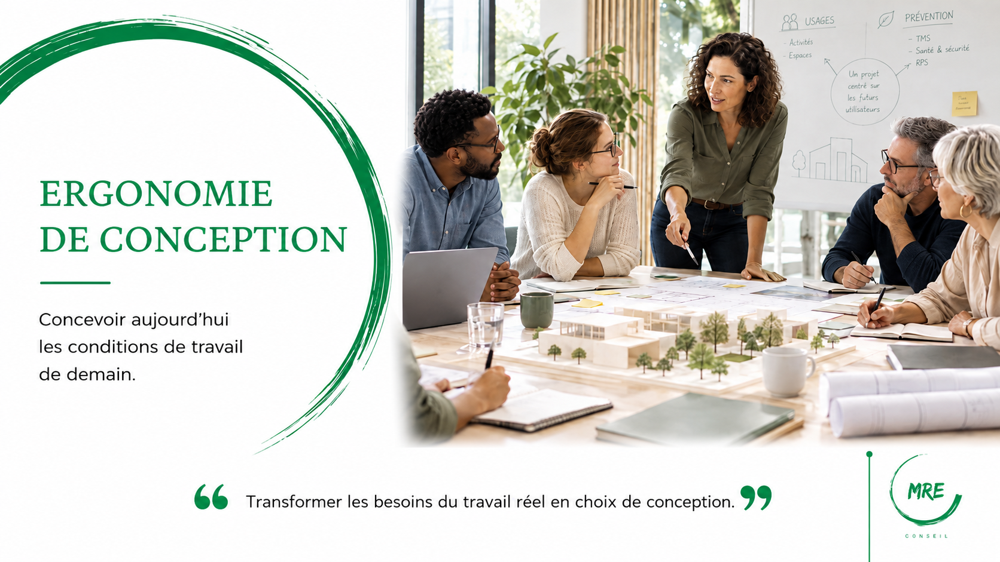 ERGONOMIE
DE CONCEPTION
Concevoir aujourd'hui
les conditions de travail
de demain.
USAGES
- Activités
- Espaces
PRÉVENTION
- TMS
- Santé & sécurité
- RPS
Un projet
centré sur
les futurs
utilisateurs
“ Transformer les besoins du travail réel en choix de conception. ”
MRE
CONSEIL